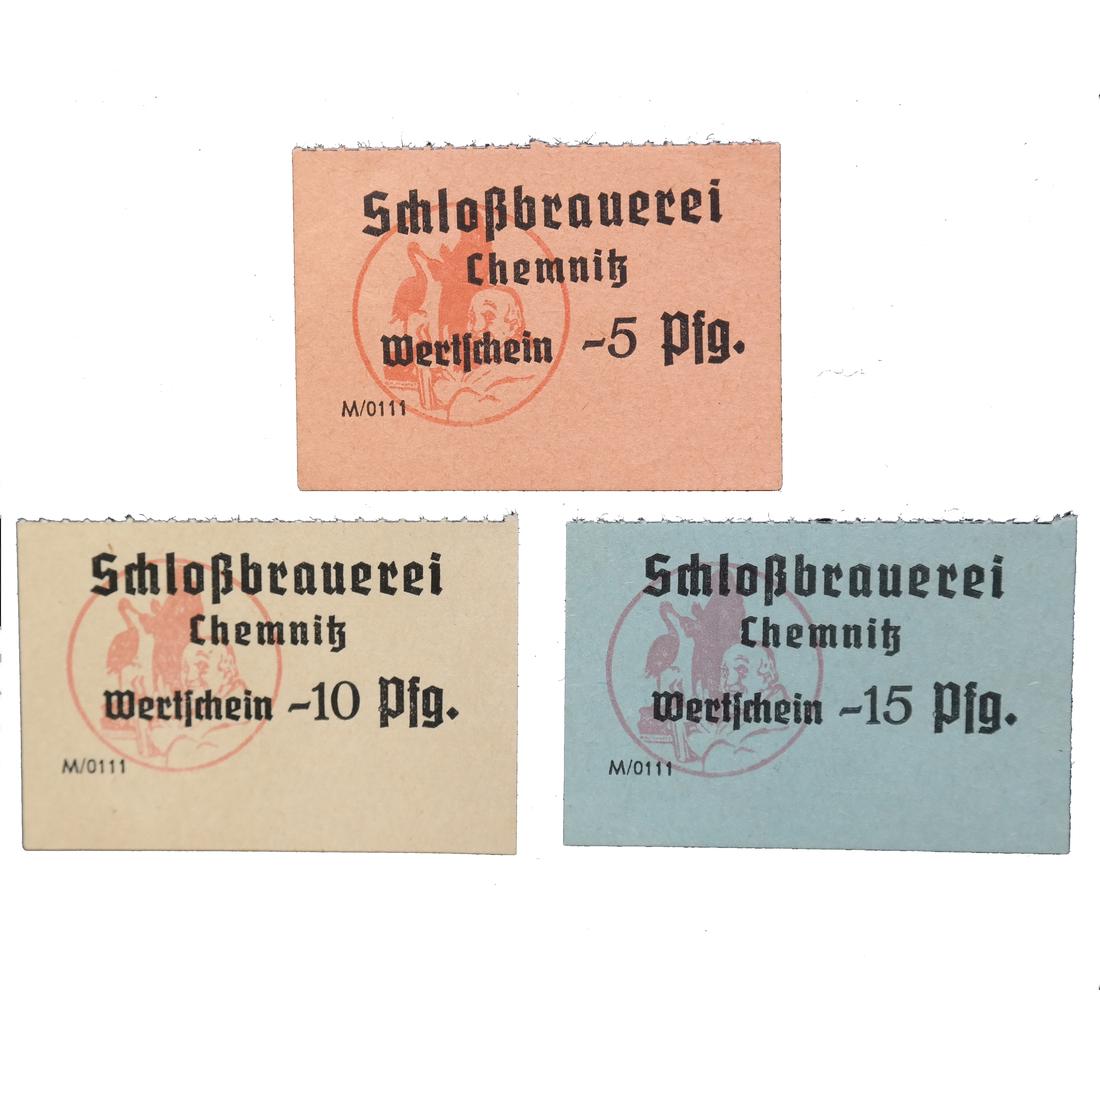 Schloßbrauerei
Chemnitz
Wertschein -5 Pfg.
M/0111
Schloßbrauerei
Chemnitz
Wertschein -10 Pfg.
M/0111
Schloßbrauerei
Chemnitz
Wertschein -15 Pfg.
M/0111